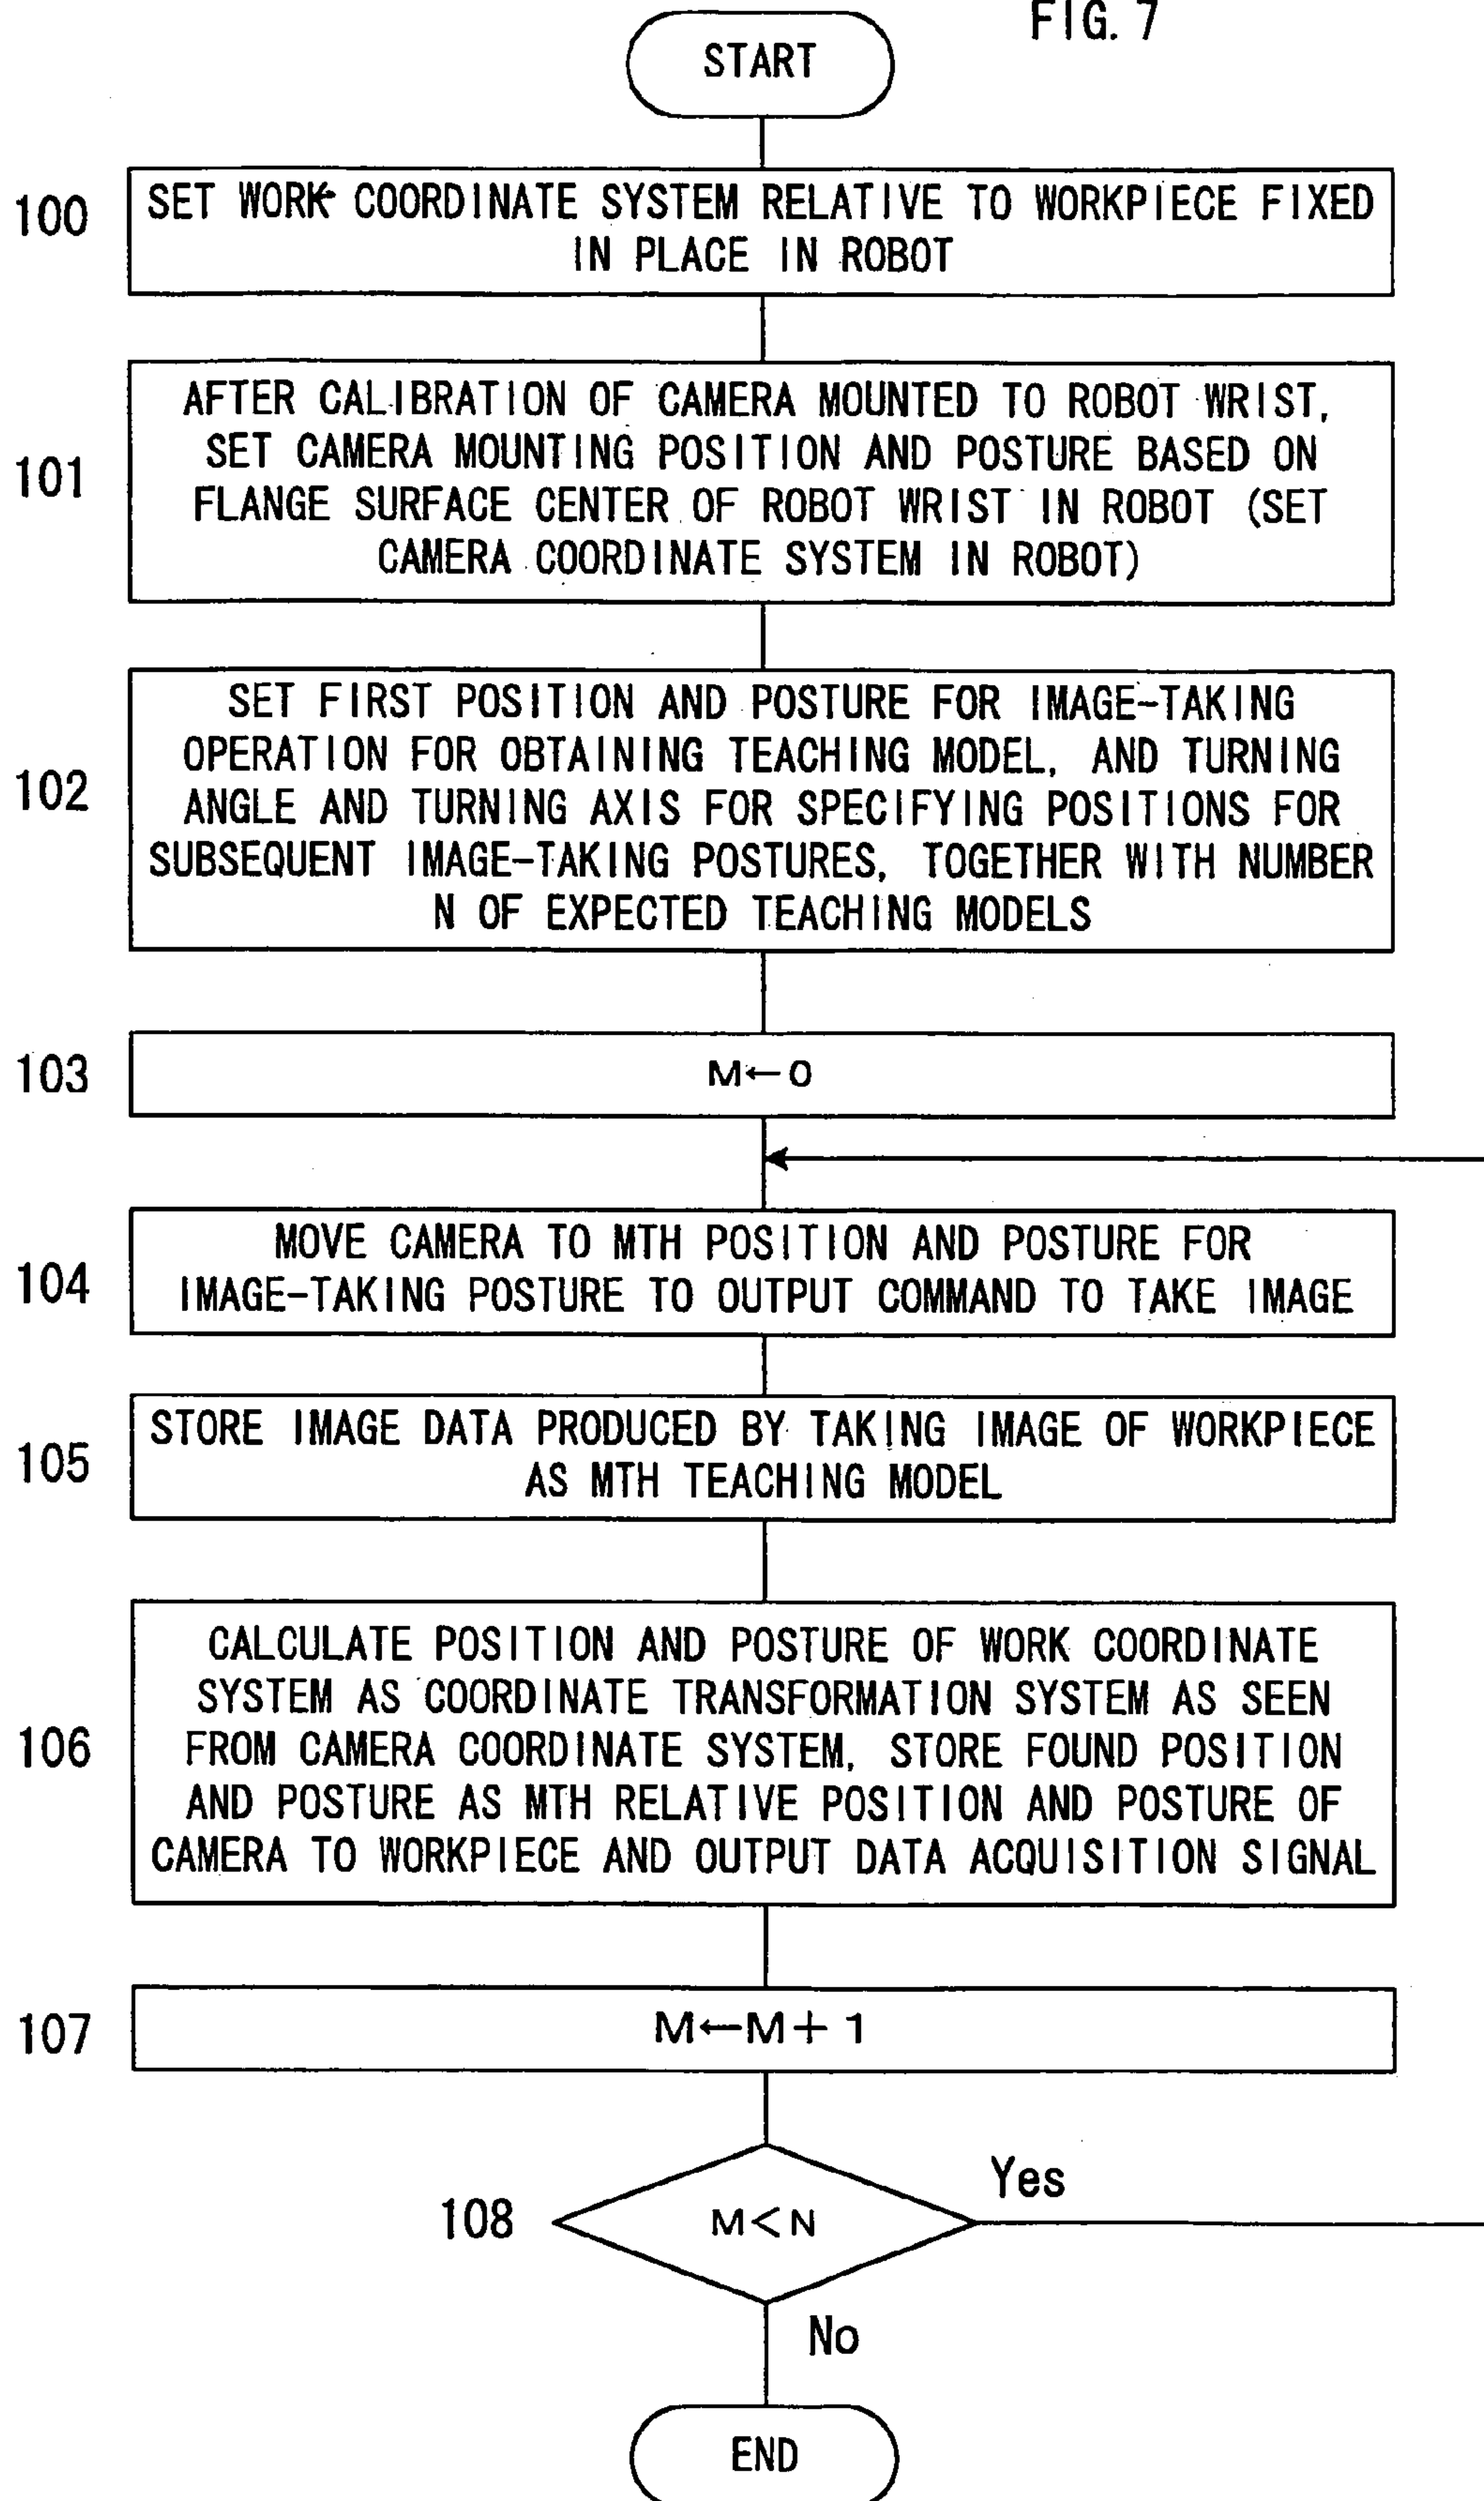 FIG. 7
START
100
SET WORK COORDINATE SYSTEM RELATIVE TO WORKPIECE FIXED
IN PLACE IN ROBOT
101
AFTER CALIBRATION OF CAMERA MOUNTED TO ROBOT WRIST,
SET CAMERA MOUNTING POSITION AND POSTURE BASED ON
FLANGE SURFACE CENTER OF ROBOT WRIST IN ROBOT (SET
CAMERA COORDINATE SYSTEM IN ROBOT)
102
SET FIRST POSITION AND POSTURE FOR IMAGE-TAKING
OPERATION FOR OBTAINING TEACHING MODEL, AND TURNING
ANGLE AND TURNING AXIS FOR SPECIFYING POSITIONS FOR
SUBSEQUENT IMAGE-TAKING POSTURES, TOGETHER WITH NUMBER
N OF EXPECTED TEACHING MODELS
103
M←0
104
MOVE CAMERA TO MTH POSITION AND POSTURE FOR
IMAGE-TAKING POSTURE TO OUTPUT COMMAND TO TAKE IMAGE
105
STORE IMAGE DATA PRODUCED BY TAKING IMAGE OF WORKPIECE
AS MTH TEACHING MODEL
106
CALCULATE POSITION AND POSTURE OF WORK COORDINATE
SYSTEM AS COORDINATE TRANSFORMATION SYSTEM AS SEEN
FROM CAMERA COORDINATE SYSTEM, STORE FOUND POSITION
AND POSTURE AS MTH RELATIVE POSITION AND POSTURE OF
CAMERA TO WORKPIECE AND OUTPUT DATA ACQUISITION SIGNAL
107
M←M+1
108
M<N
Yes
No
END